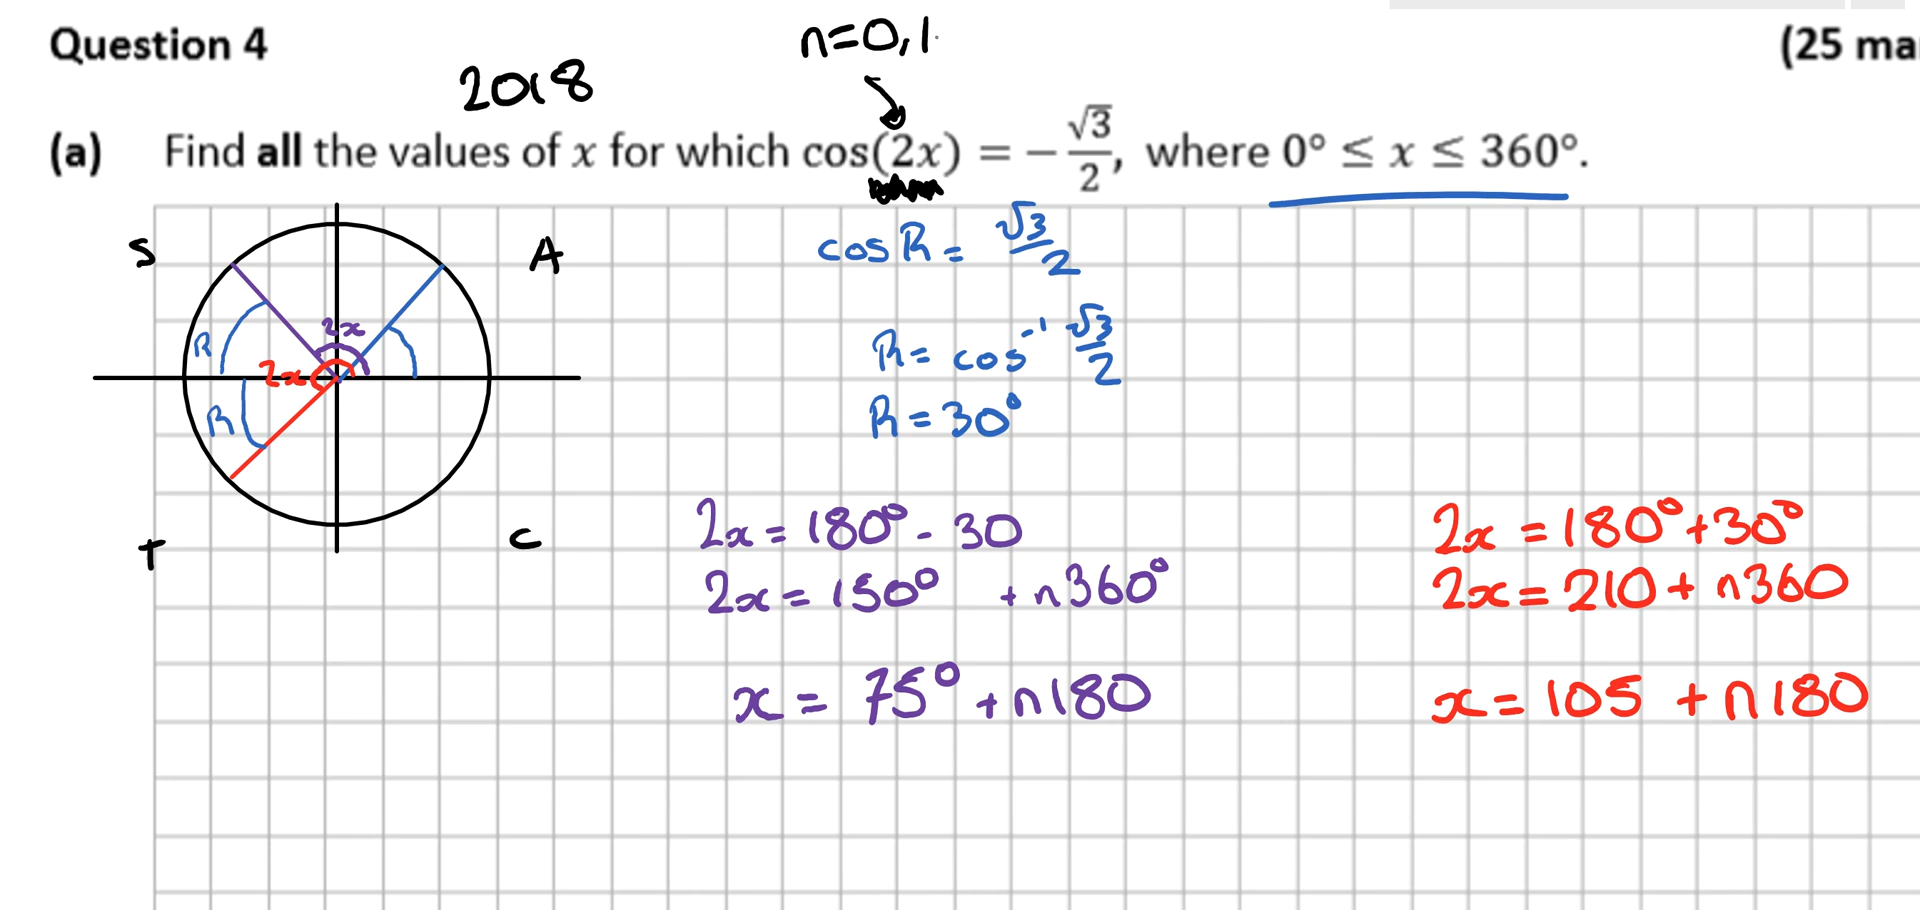 Question 4
(25 ma
2018
n=0,1
(a) Find all the values of x for which cos(2x) = −√3/2, where 0° ≤ x ≤ 360°.
S
A
T
C
2x
2x
R
R
cos R = √3/2
R = cos⁻¹ √3/2
R = 30°
2x = 180° - 30
2x = 150° + n360°
x = 75° + n180
2x = 180° + 30°
2x = 210 + n360
x = 105 + n180